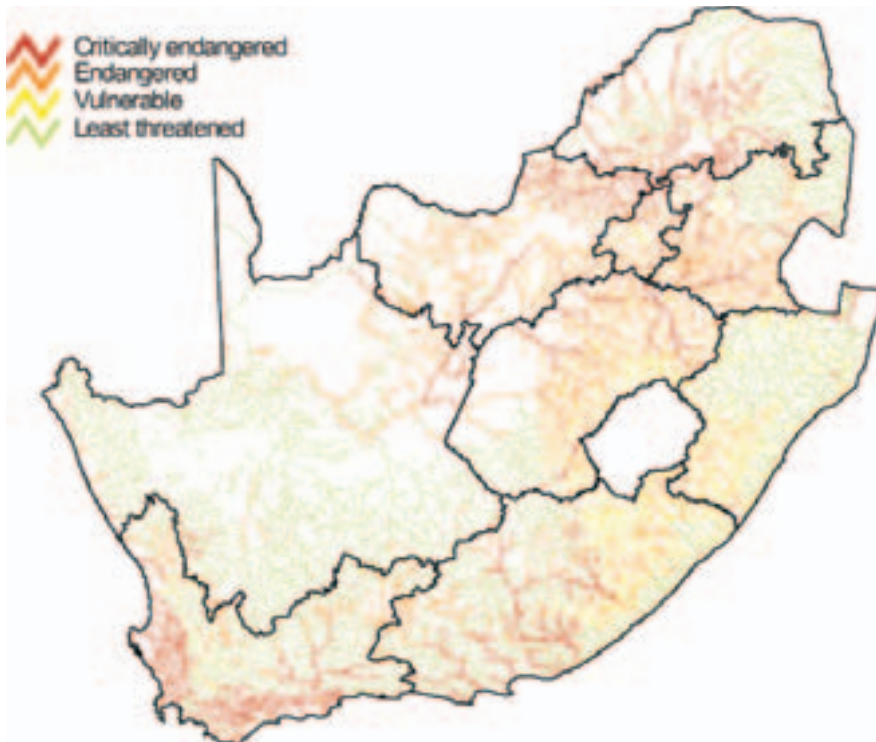 Critically endangered
Endangered
Vulnerable
Least threatened